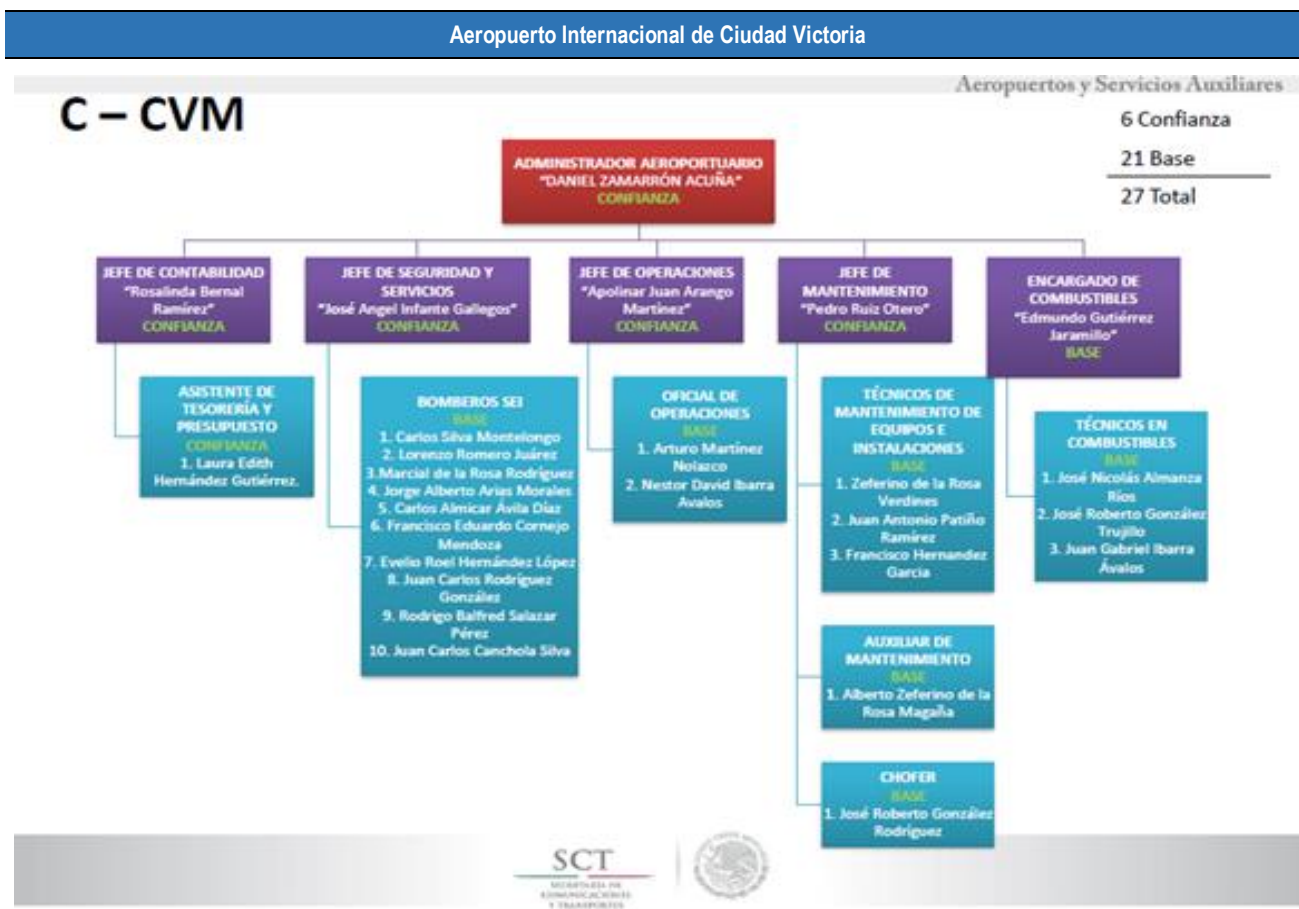 Aeropuerto Internacional de Ciudad Victoria
Aeropuertos y Servicios Auxiliares
C – CVM
6 Confianza
21 Base
27 Total
ADMINISTRADOR AEROPORTUARIO
"DANIEL ZAMARRÓN ACUÑA"
CONFIANZA
JEFE DE CONTABILIDAD
"Rosalinda Bernal
Ramírez"
CONFIANZA
JEFE DE SEGURIDAD Y
SERVICIOS
"José Angel Infante Gallegos"
CONFIANZA
JEFE DE OPERACIONES
"Apolinar Juan Arango
Martínez"
CONFIANZA
JEFE DE
MANTENIMIENTO
"Pedro Ruiz Otero"
CONFIANZA
ENCARGADO DE
COMBUSTIBLES
"Edmundo Gutiérrez
Jaramillo"
BASE
ASISTENTE DE
TESORERÍA Y
PRESUPUESTO
CONFIANZA
1. Laura Edith
Hernández Gutiérrez.
BOMBEROS SEI
BASE
1. Carlos Silva Montelongo
2. Lorenzo Romero Juárez
3.Marcial de la Rosa Rodríguez
4. Jorge Alberto Arias Morales
5. Carlos Almicar Ávila Díaz
6. Francisco Eduardo Cornejo
Mendoza
7. Evelio Roel Hernández López
8. Juan Carlos Rodríguez
González
9. Rodrigo Balfred Salazar
Pérez
10. Juan Carlos Canchola Silva
OFICIAL DE
OPERACIONES
BASE
1. Arturo Martínez
Nolazco
2. Nestor David Ibarra
Avalos
TÉCNICOS DE
MANTENIMIENTO DE
EQUIPOS E
INSTALACIONES
BASE
1. Zeferino de la Rosa
Verdines
2. Juan Antonio Patiño
Ramírez
3. Francisco Hernandez
Garcia
AUXILIAR DE
MANTENIMIENTO
BASE
1. Alberto Zeferino de la
Rosa Magaña
CHOFER
BASE
1. José Roberto González
Rodríguez
TÉCNICOS EN
COMBUSTIBLES
BASE
1. José Nicolás Almanza
Ríos
2. José Roberto González
Trujillo
3. Juan Gabriel Ibarra
Ávalos
SCT
SECRETARÍA DE
COMUNICACIONES
Y TRANSPORTES